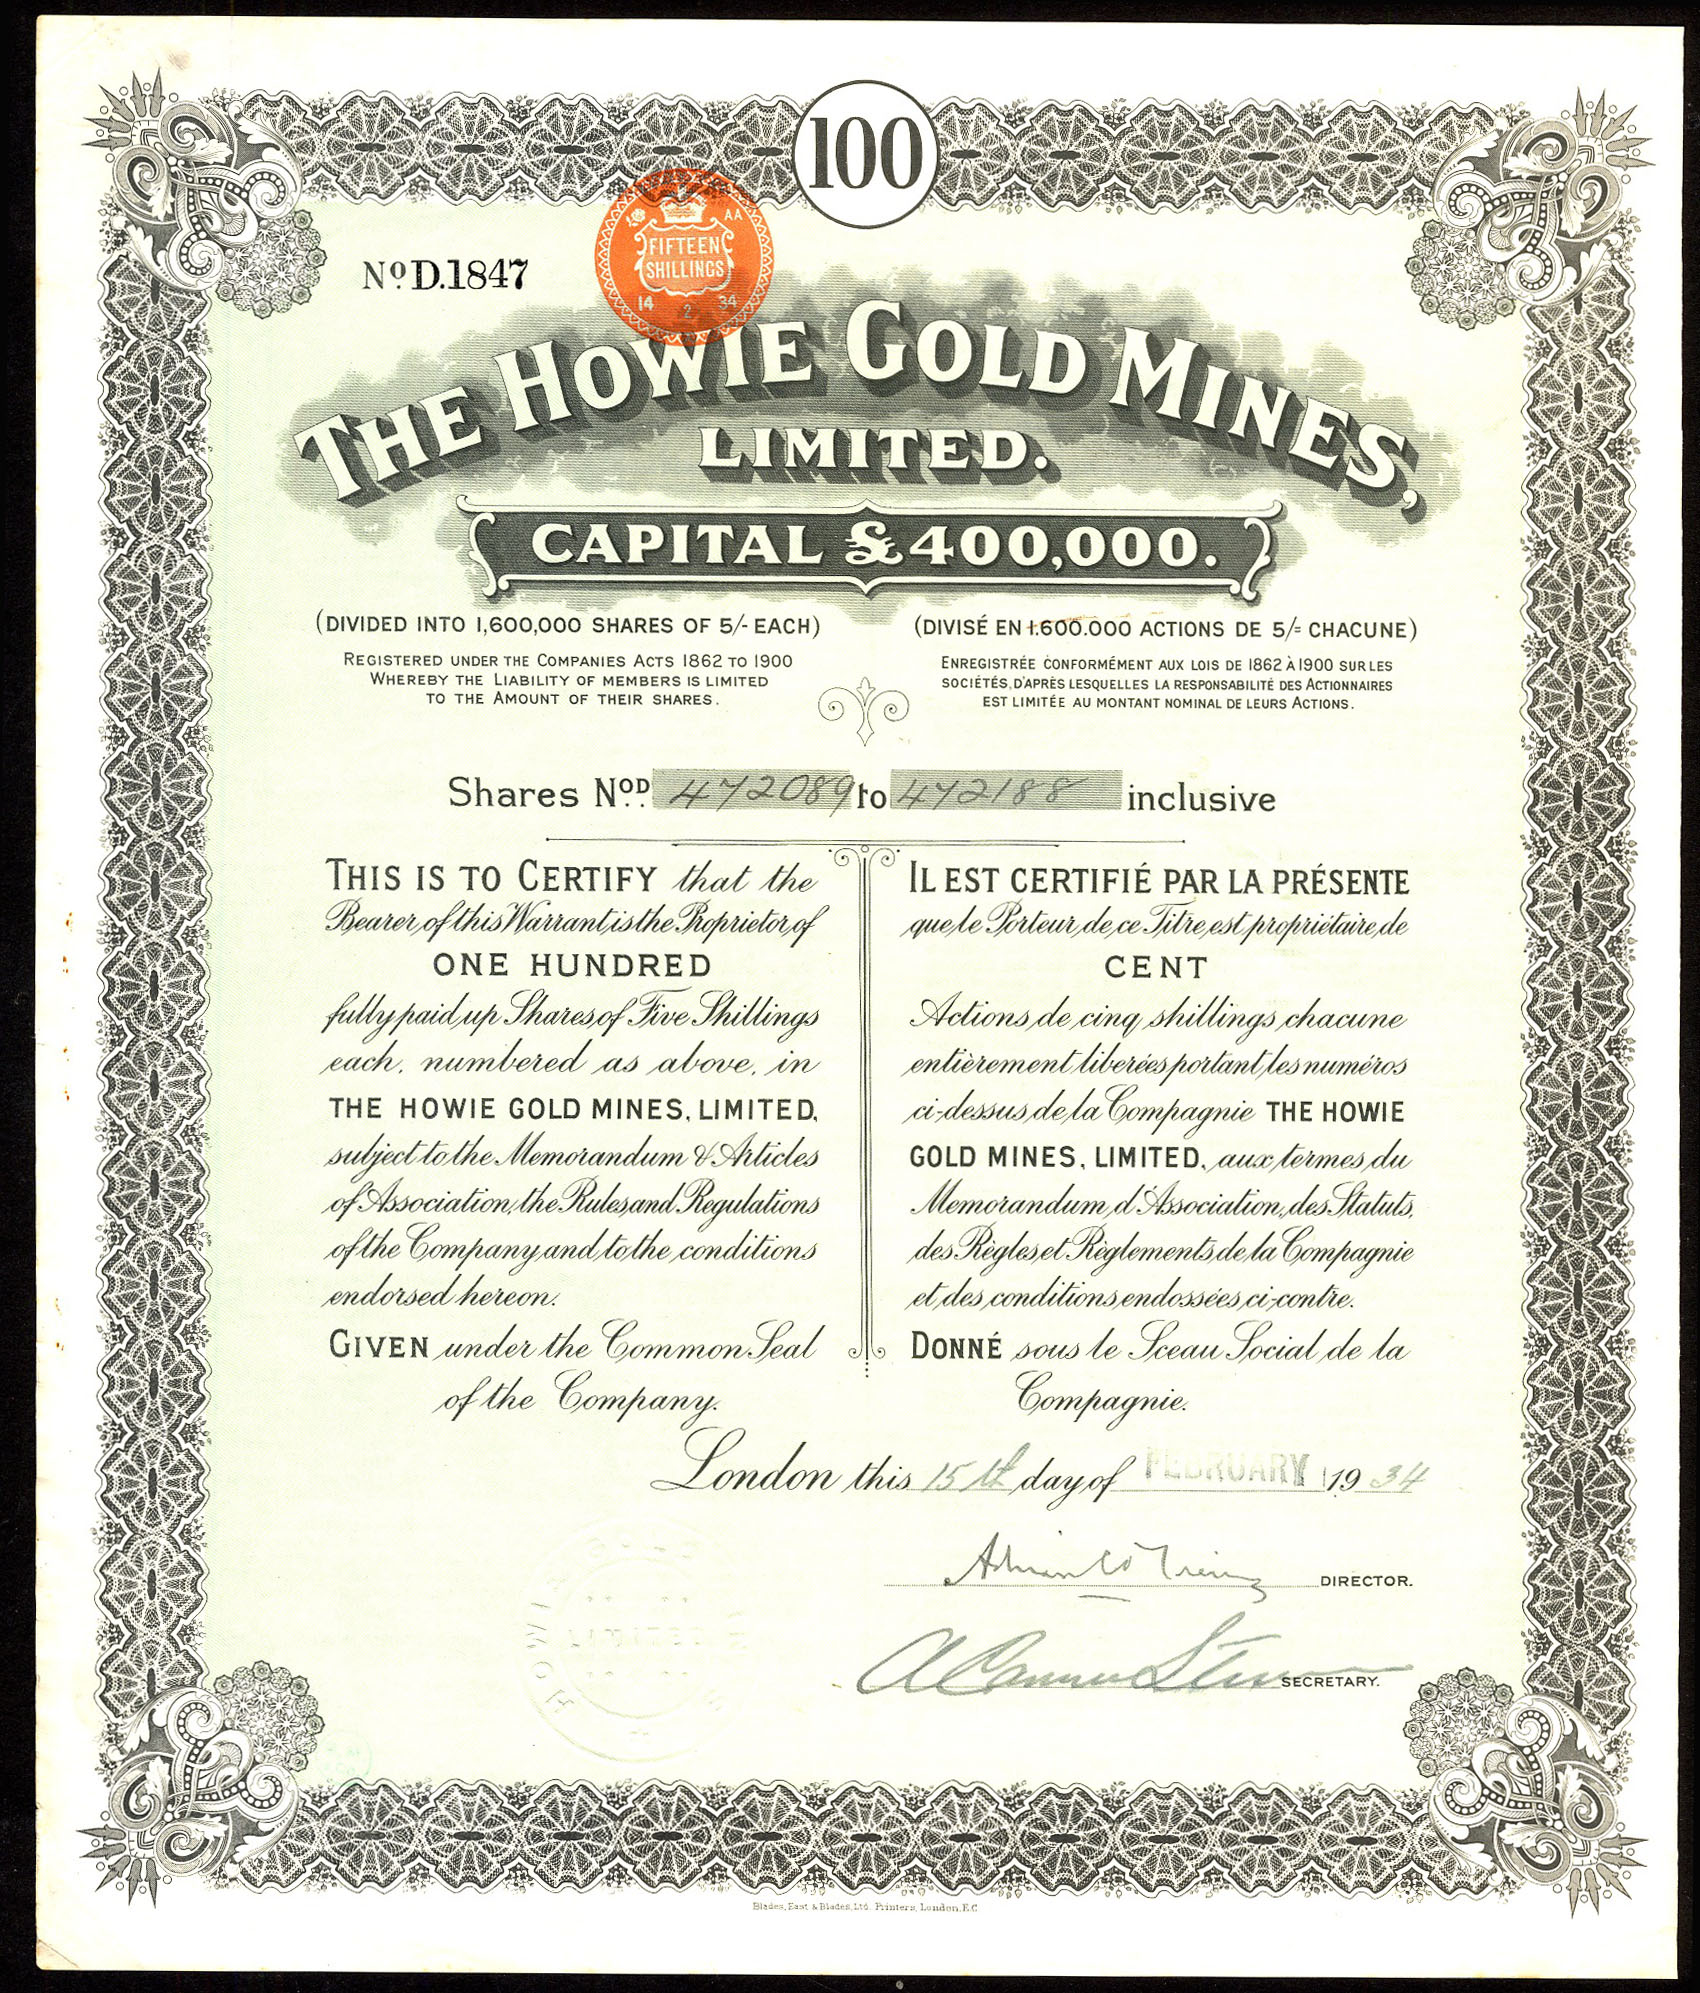 100
AA
FIFTEEN
SHILLINGS
14 2 34
No. D.1847
THE HOWIE GOLD MINES,
LIMITED.
CAPITAL £400,000.
(DIVIDED INTO 1,600,000 SHARES OF 5/- EACH)
REGISTERED UNDER THE COMPANIES ACTS 1862 TO 1900
WHEREBY THE LIABILITY OF MEMBERS IS LIMITED
TO THE AMOUNT OF THEIR SHARES.
(DIVISÉ EN 1.600.000 ACTIONS DE 5/= CHACUNE)
ENREGISTRÉE CONFORMÉMENT AUX LOIS DE 1862 À 1900 SUR LES
SOCIÉTÉS, D'APRÈS LESQUELLES LA RESPONSABILITÉ DES ACTIONNAIRES
EST LIMITÉE AU MONTANT NOMINAL DE LEURS ACTIONS.
Shares Nod. 472089 to 472188 inclusive
THIS IS TO CERTIFY that the
Bearer of this Warrant is the Proprietor of
ONE HUNDRED
fully paid up Shares of Five Shillings
each, numbered as above, in
THE HOWIE GOLD MINES, LIMITED,
subject to the Memorandum & Articles
of Association, the Rules and Regulations
of the Company and to the conditions
endorsed hereon.
GIVEN under the Common Seal
of the Company.
IL EST CERTIFIÉ PAR LA PRÉSENTE
que le Porteur de ce Titre est propriétaire de
CENT
Actions de cinq shillings chacune
entièrement liberées portant les numéros
ci-dessus de la Compagnie THE HOWIE
GOLD MINES, LIMITED, aux termes du
Memorandum d'Association, des Statuts,
des Règles et Règlements de la Compagnie
et des conditions endossées ci-contre.
DONNÉ sous le Sceau Social de la
Compagnie.
London this 15th day of FEBRUARY 1934
DIRECTOR.
SECRETARY.
HOWIE
LIMITED
Blades, East & Blades, Ltd. Printers, London, E.C.